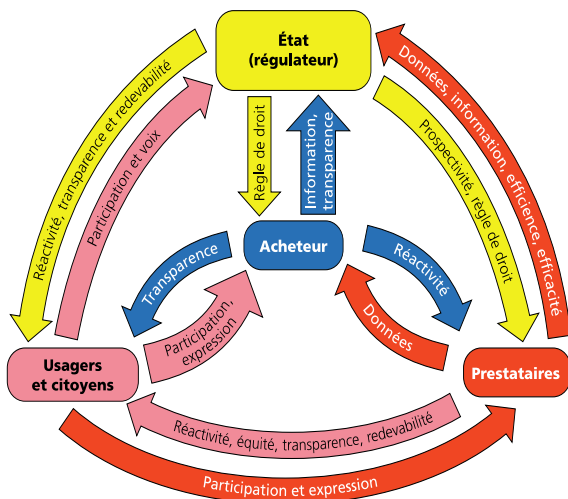 État
(régulateur)
Réactivité, transparence et redevabilité
Participation et voix
Règle de droit
Information,
transparence
Prospectivité, règle de droit
Données, information, efficience, efficacité
Acheteur
Transparence
Réactivité
Participation,
expression
Données
Usagers
et citoyens
Prestataires
Réactivité, équité, transparence, redevabilité
Participation et expression